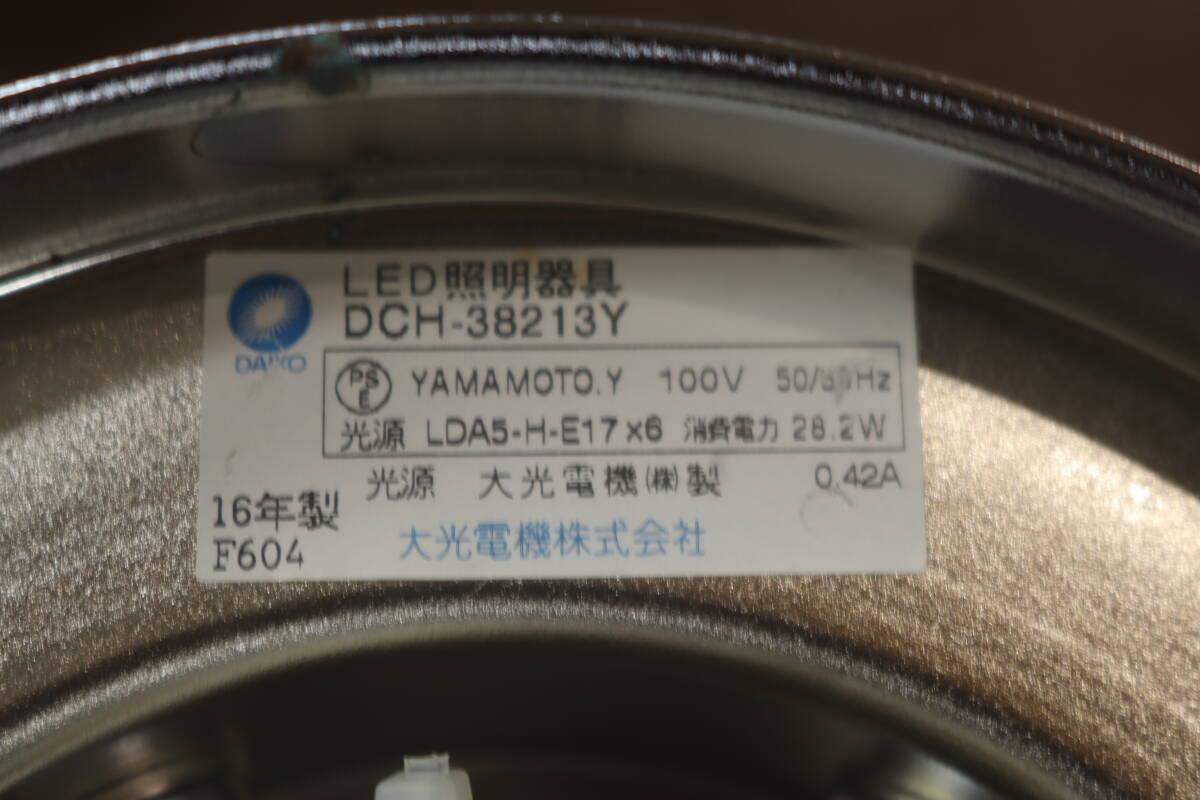 LED照明器具
DCH-38213Y
DAIKO
PS
E
YAMAMOTO.Y 100V 50/60Hz
光源 LDA5-H-E17×6 消費電力 28.2W
光源 大光電機㈱製 0.42A
16年製
F604
大光電機株式会社